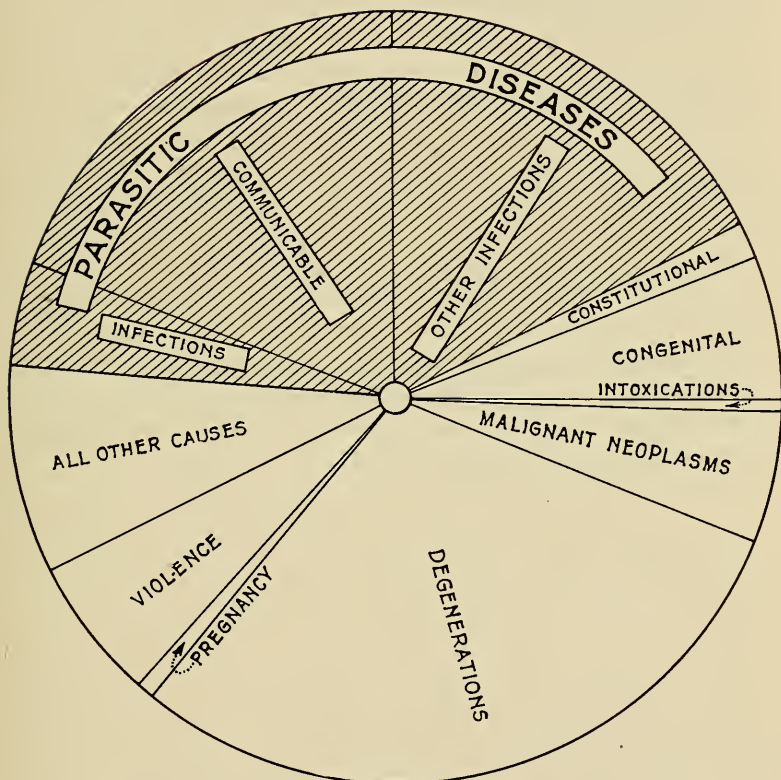 PARASITIC DISEASES
COMMUNICABLE
OTHER INFECTIONS
INFECTIONS
CONSTITUTIONAL
CONGENITAL
INTOXICATIONS
MALIGNANT NEOPLASMS
ALL OTHER CAUSES
VIOLENCE
PREGNANCY
DEGENERATIONS